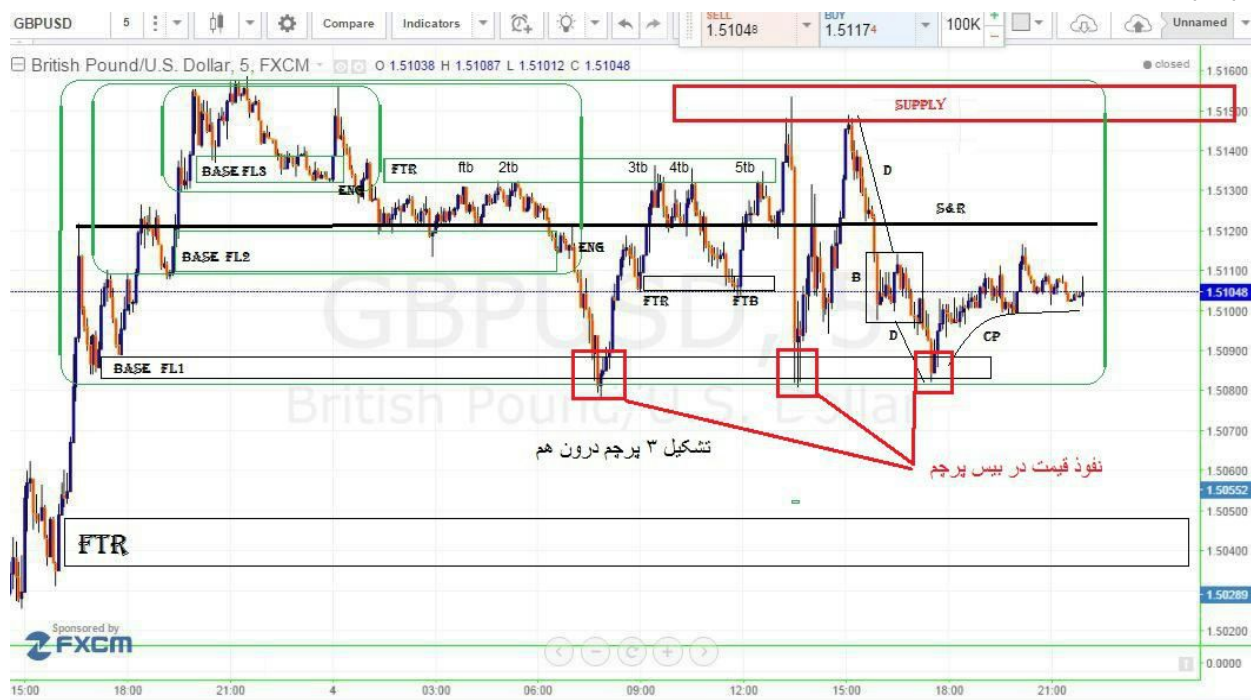 GBPUSD 5 Compare Indicators SELL 1.51048 BUY 1.51174 100K Unnamed
British Pound/U.S. Dollar, 5, FXCM O 1.51038 H 1.51087 L 1.51012 C 1.51048
closed
1.51600
SUPPLY
1.51500
1.51400
BASE FL3
FTR ftb 2tb 3tb 4tb 5tb
D
ENG
1.51300
S&R
1.51200
BASE FL2
ENG
1.51100
B
1.51048
FTR FTB
GBPUSD, 5
1.51000
D CP
1.50900
BASE FL1
1.50800
British Pound/U.S. Dollar
1.50700
تشکیل ۳ پرچم درون هم
نفوذ قیمت در بیس پرچم
1.50600
1.50552
1.50500
FTR
1.50400
1.50289
1.50200
Sponsored by
FXCM
0.0000
15:00 18:00 21:00 4 03:00 06:00 09:00 12:00 15:00 18:00 21:00